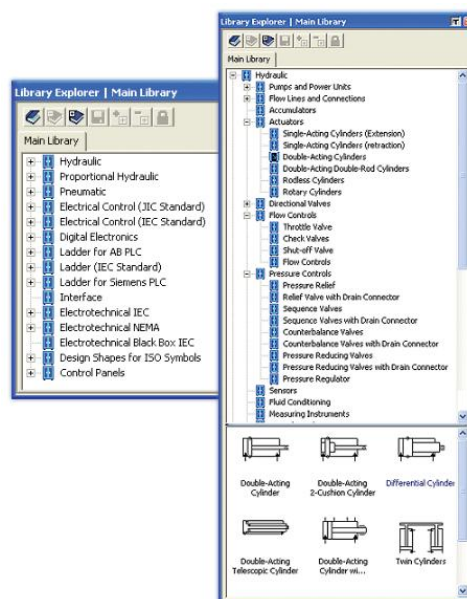 Library Explorer | Main Library
Main Library
Hydraulic
Proportional Hydraulic
Pneumatic
Electrical Control (JIC Standard)
Electrical Control (IEC Standard)
Digital Electronics
Ladder for AB PLC
Ladder (IEC Standard)
Ladder for Siemens PLC
Interface
Electrotechnical IEC
Electrotechnical NEMA
Electrotechnical Black Box IEC
Design Shapes for ISO Symbols
Control Panels
Library Explorer | Main Library
Main Library
Hydraulic
Pumps and Power Units
Flow Lines and Connections
Accumulators
Actuators
Single-Acting Cylinders (Extension)
Single-Acting Cylinders (retraction)
Double-Acting Cylinders
Double-Acting Double-Rod Cylinders
Rodless Cylinders
Rotary Cylinders
Directional Valves
Flow Controls
Throttle Valve
Check Valves
Shut-off Valve
Flow Controls
Pressure Controls
Pressure Relief
Relief Valve with Drain Connector
Sequence Valves
Sequence Valves with Drain Connector
Counterbalance Valves
Counterbalance Valves with Drain Connector
Pressure Reducing Valves
Pressure Reducing Valves with Drain Connector
Pressure Regulator
Sensors
Fluid Conditioning
Measuring Instruments
Double-Acting Double-Acting Differential Cylinder
Cylinder 2-Cushion Cylinder
Double-Acting Double-Acting Twin Cylinders
Telescopic Cylinder Cylinder wi...